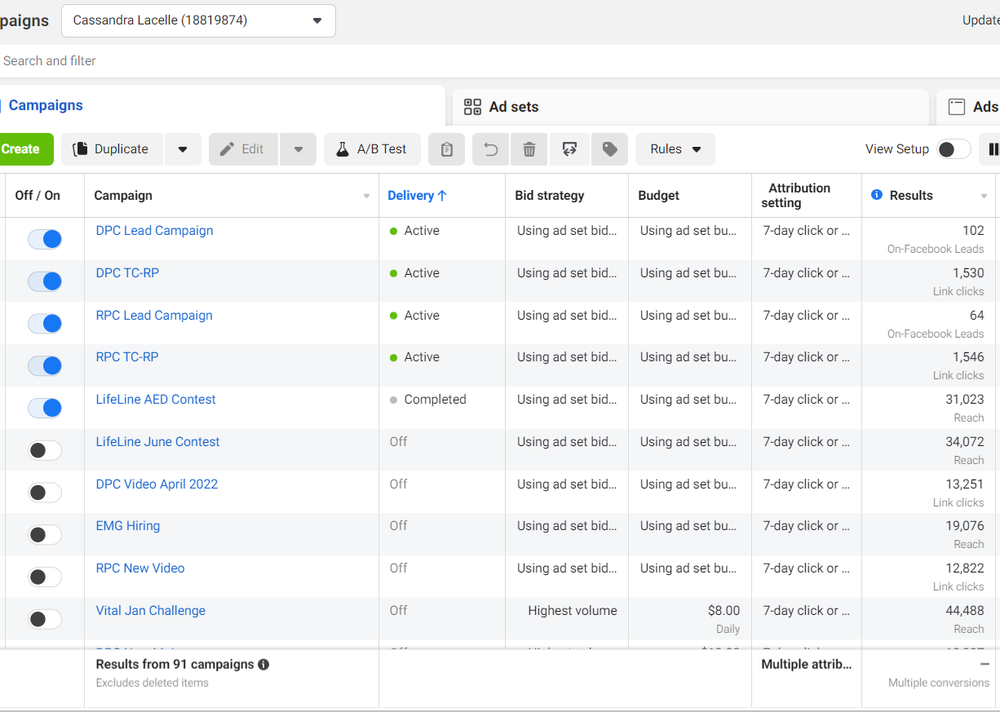 paigns
Cassandra Lacelle (18819874)
Update
Search and filter
Campaigns
Ad sets
Ads
Create
Duplicate
Edit
A/B Test
Rules
View Setup
Off / On
Campaign
Delivery ↑
Bid strategy
Budget
Attribution
setting
Results
DPC Lead Campaign
Active
Using ad set bid...
Using ad set bu...
7-day click or ...
102
On-Facebook Leads
DPC TC-RP
Active
Using ad set bid...
Using ad set bu...
7-day click or ...
1,530
Link clicks
RPC Lead Campaign
Active
Using ad set bid...
Using ad set bu...
7-day click or ...
64
On-Facebook Leads
RPC TC-RP
Active
Using ad set bid...
Using ad set bu...
7-day click or ...
1,546
Link clicks
LifeLine AED Contest
Completed
Using ad set bid...
Using ad set bu...
7-day click or ...
31,023
Reach
LifeLine June Contest
Off
Using ad set bid...
Using ad set bu...
7-day click or ...
34,072
Reach
DPC Video April 2022
Off
Using ad set bid...
Using ad set bu...
7-day click or ...
13,251
Link clicks
EMG Hiring
Off
Using ad set bid...
Using ad set bu...
7-day click or ...
19,076
Reach
RPC New Video
Off
Using ad set bid...
Using ad set bu...
7-day click or ...
12,822
Link clicks
Vital Jan Challenge
Off
Highest volume
$8.00
Daily
7-day click or ...
44,488
Reach
Results from 91 campaigns
Excludes deleted items
Multiple attrib...
—
Multiple conversions